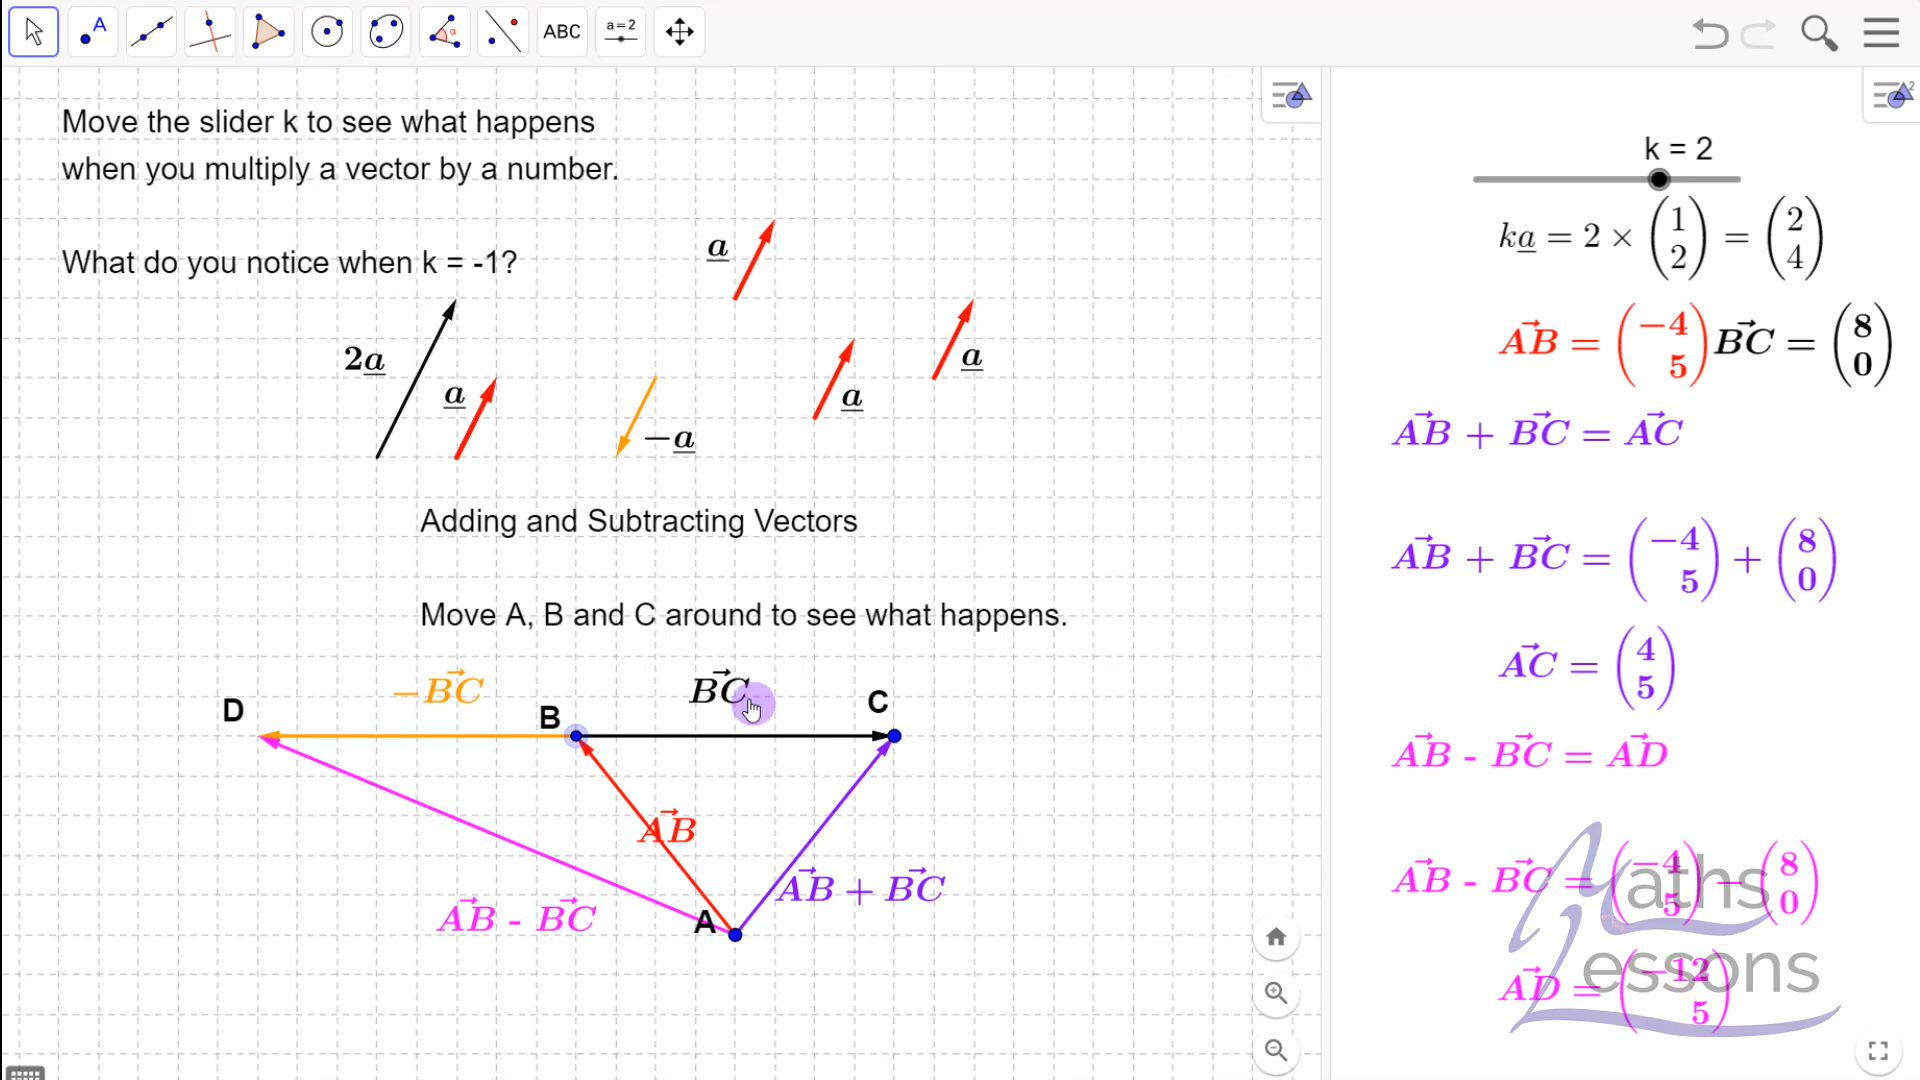 A
α
ABC
a=2
2
Move the slider k to see what happens
when you multiply a vector by a number.
What do you notice when k = -1?
a
2a
a
-a
a
a
Adding and Subtracting Vectors
Move A, B and C around to see what happens.
D
-BC
B
BC
C
AB
AB - BC
A
AB + BC
k = 2
ka = 2 × (1 2) = (2 4)
AB = (-4 5) BC = (8 0)
AB + BC = AC
AB + BC = (-4 5) + (8 0)
AC = (4 5)
AB - BC = AD
AB - BC = (-4 5) - (8 0)
AD = (-12 5)
Maths
Lessons